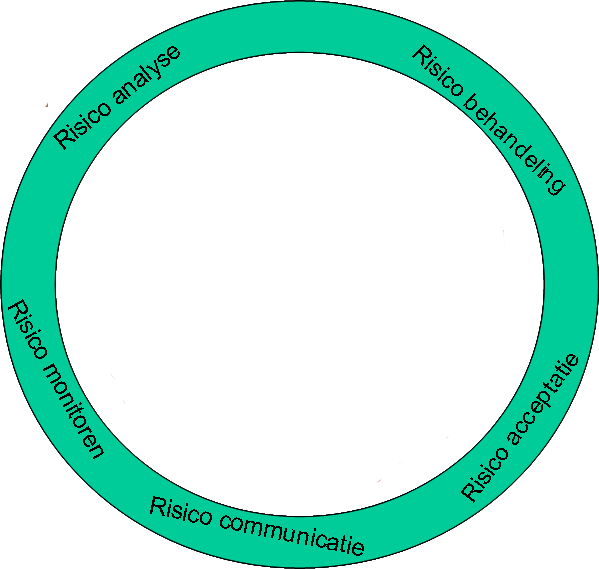 Risico analyse
Risico behandeling
Risico acceptatie
Risico communicatie
Risico monitoren